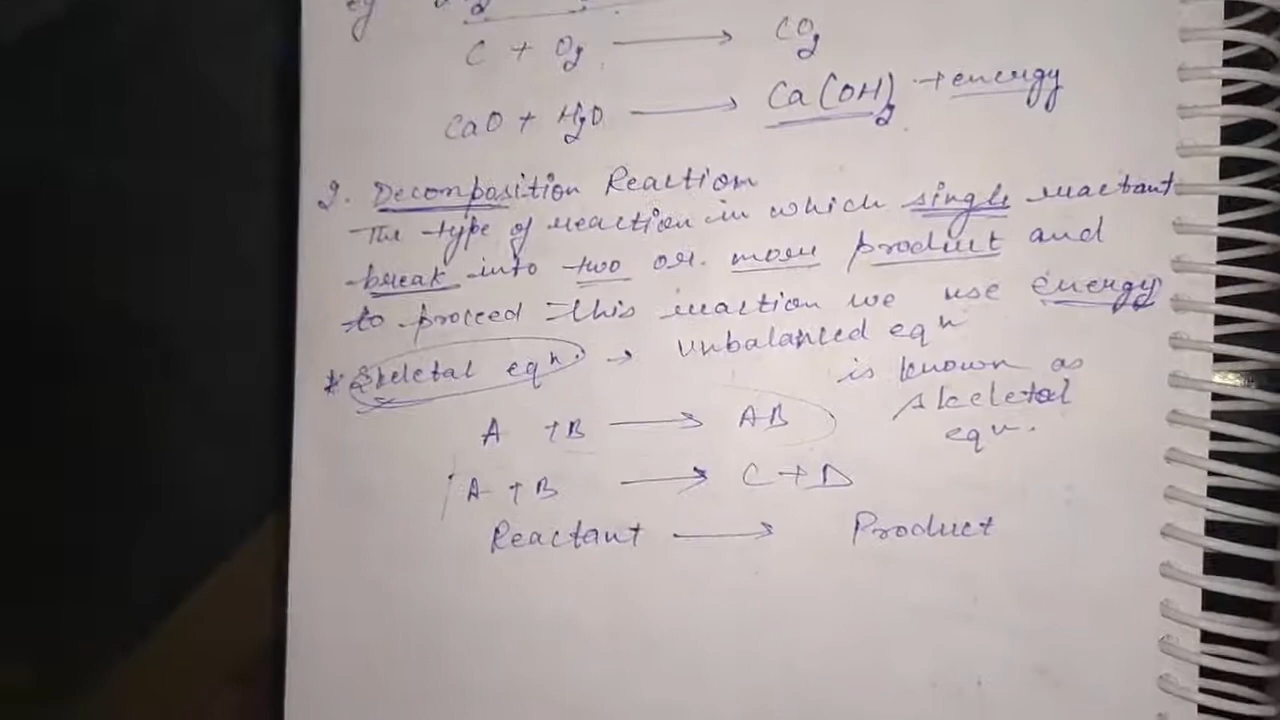 eg
C + O2 → CO2
CaO + H2O → Ca(OH)2 + energy
2. Decomposition Reaction
The type of reaction in which single reactant
break into two or more product and
to proceed this reaction we use energy
* Skeletal eqn. → Unbalanced eqn
is known as
skeletal
eqn.
A + B → AB
A + B → C + D
Reactant → Product